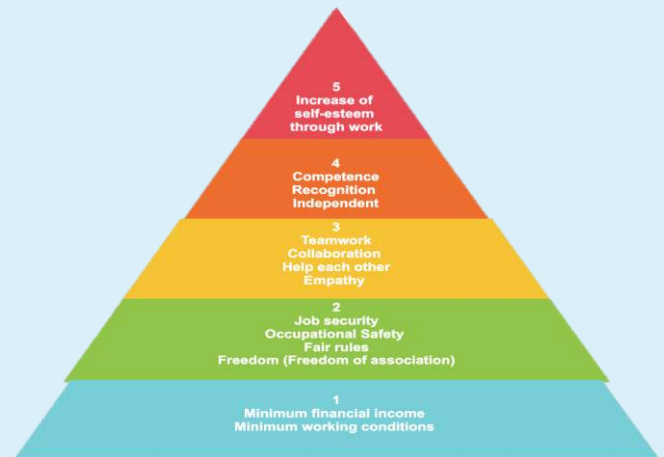 5
Increase of
self-esteem
through work
4
Competence
Recognition
Independent
3
Teamwork
Collaboration
Help each other
Empathy
2
Job security
Occupational Safety
Fair rules
Freedom (Freedom of association)
1
Minimum financial income
Minimum working conditions